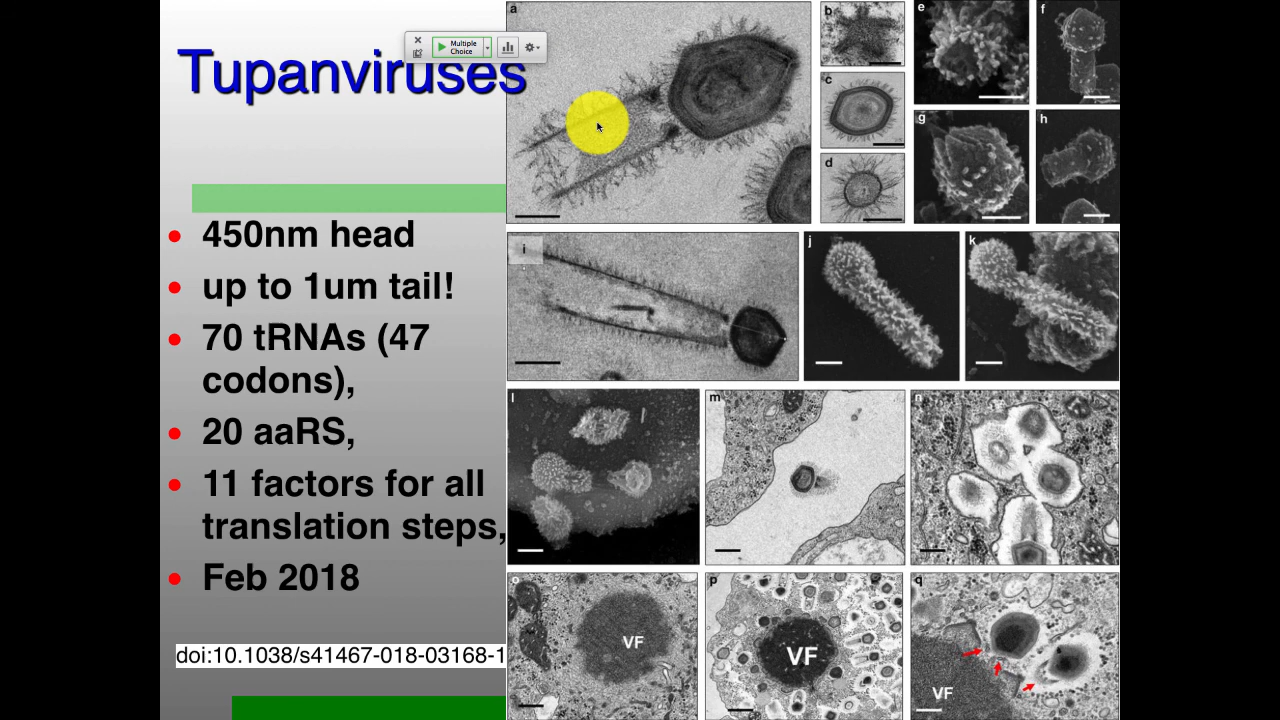 Tupanviruses
Multiple
Choice
450nm head
up to 1um tail!
70 tRNAs (47
codons),
20 aaRS,
11 factors for all
translation steps,
Feb 2018
doi:10.1038/s41467-018-03168-1
a
b
c
d
e
f
g
h
i
j
k
l
m
n
o
VF
p
VF
q
VF